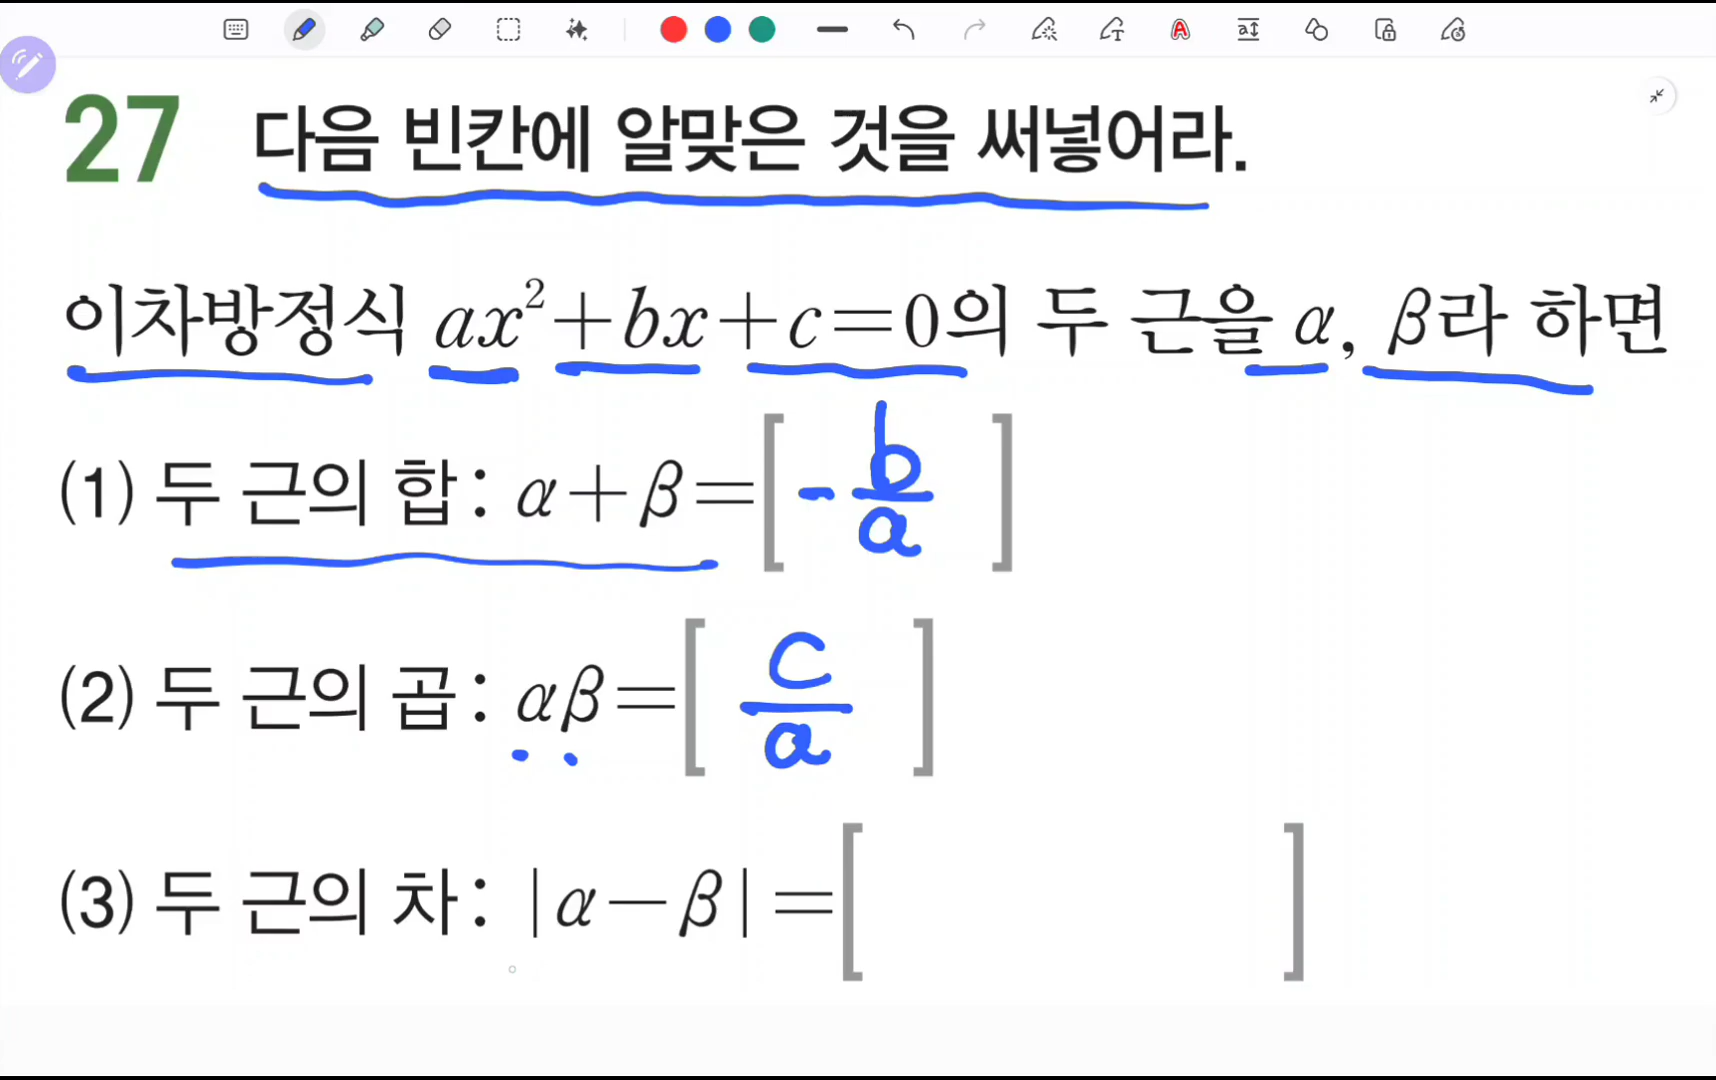 27 다음 빈칸에 알맞은 것을 써넣어라.
이차방정식 ax²+bx+c=0의 두 근을 α, β라 하면
(1) 두 근의 합: α+β=[ -b/a ]
(2) 두 근의 곱: αβ=[ c/a ]
(3) 두 근의 차: |α-β|=[ ]